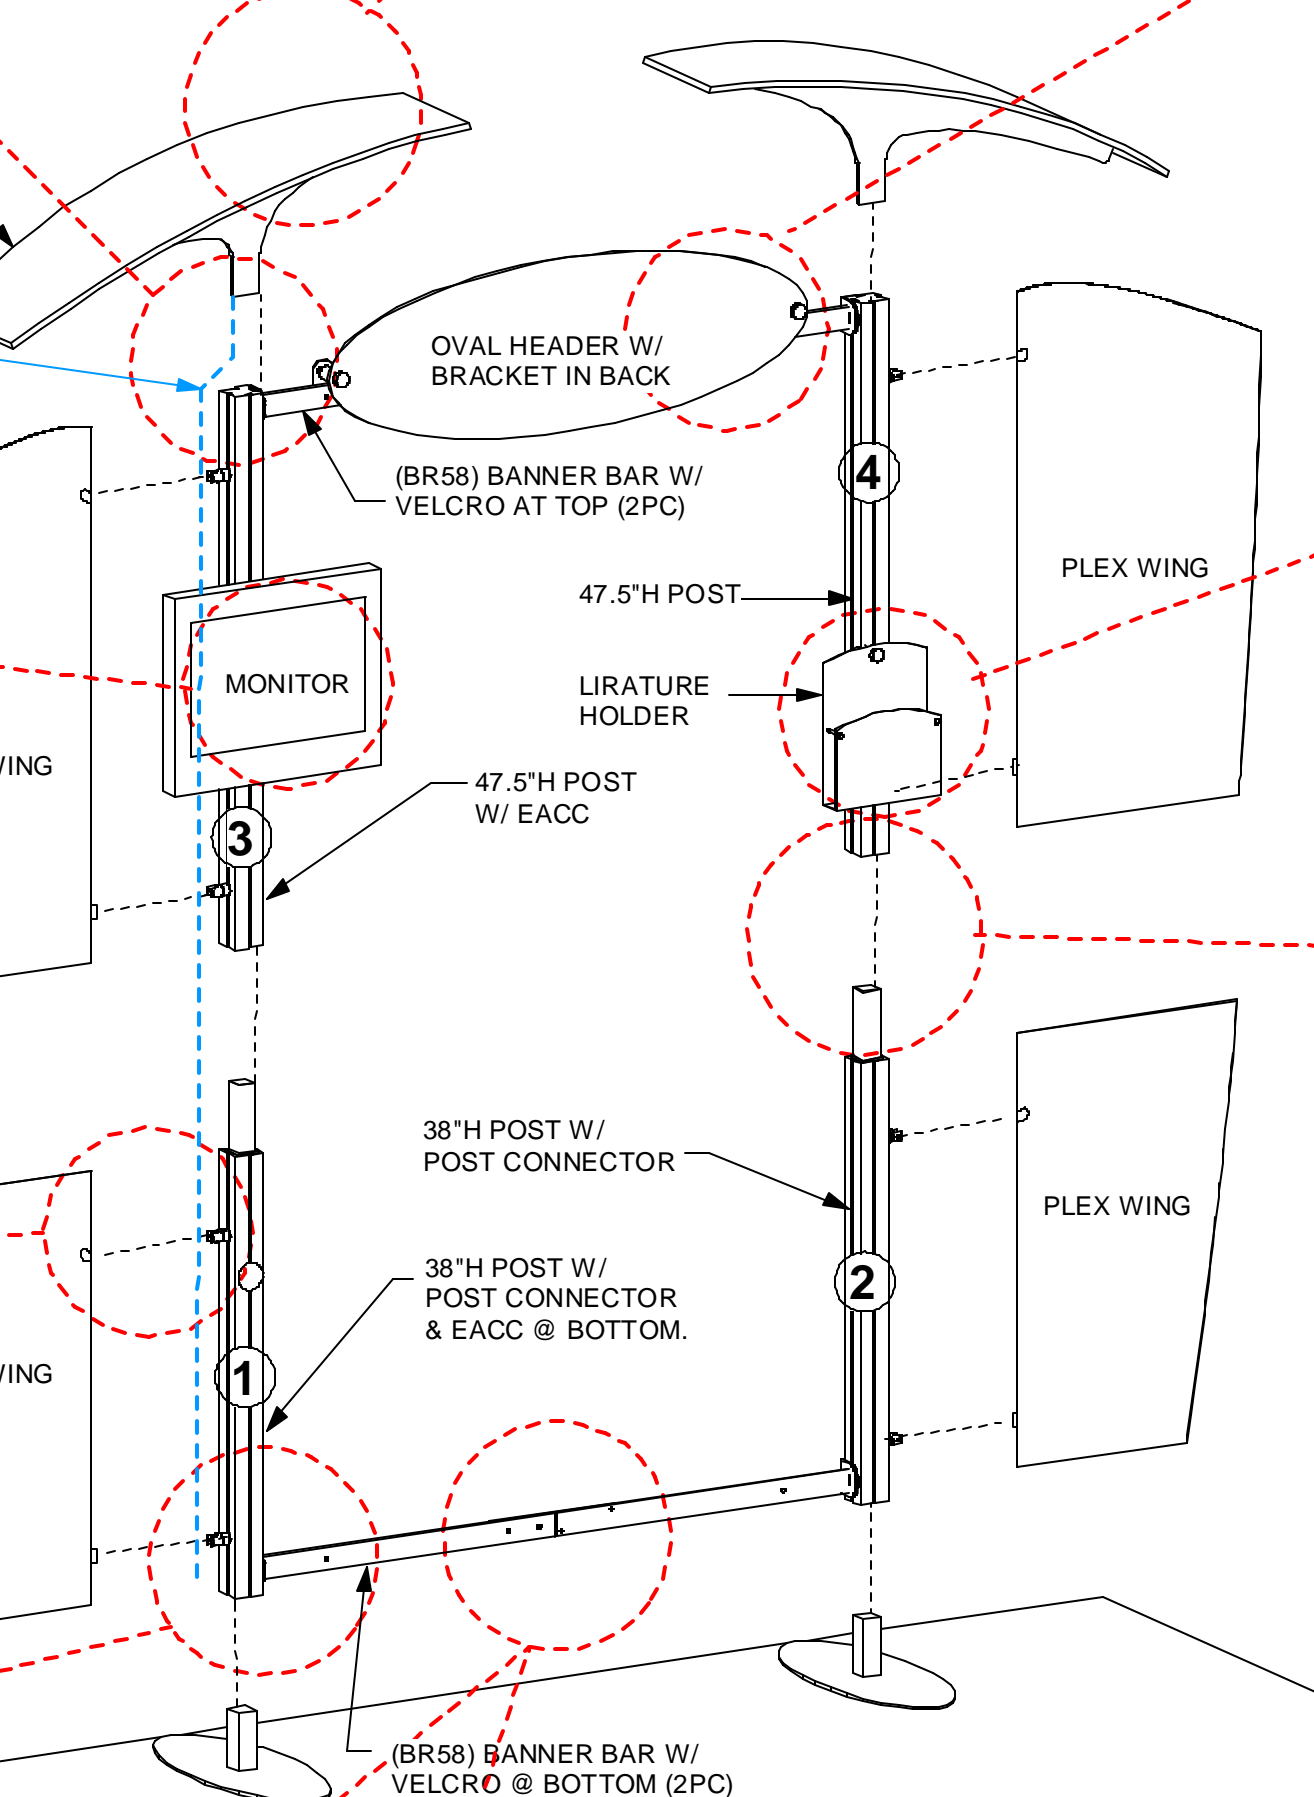 OVAL HEADER W/
BRACKET IN BACK
(BR58) BANNER BAR W/
VELCRO AT TOP (2PC)
4
47.5"H POST
PLEX WING
MONITOR
LIRATURE
HOLDER
WING
47.5"H POST
W/ EACC
3
38"H POST W/
POST CONNECTOR
PLEX WING
38"H POST W/
POST CONNECTOR
& EACC @ BOTTOM.
2
1
WING
(BR58) BANNER BAR W/
VELCRO @ BOTTOM (2PC)